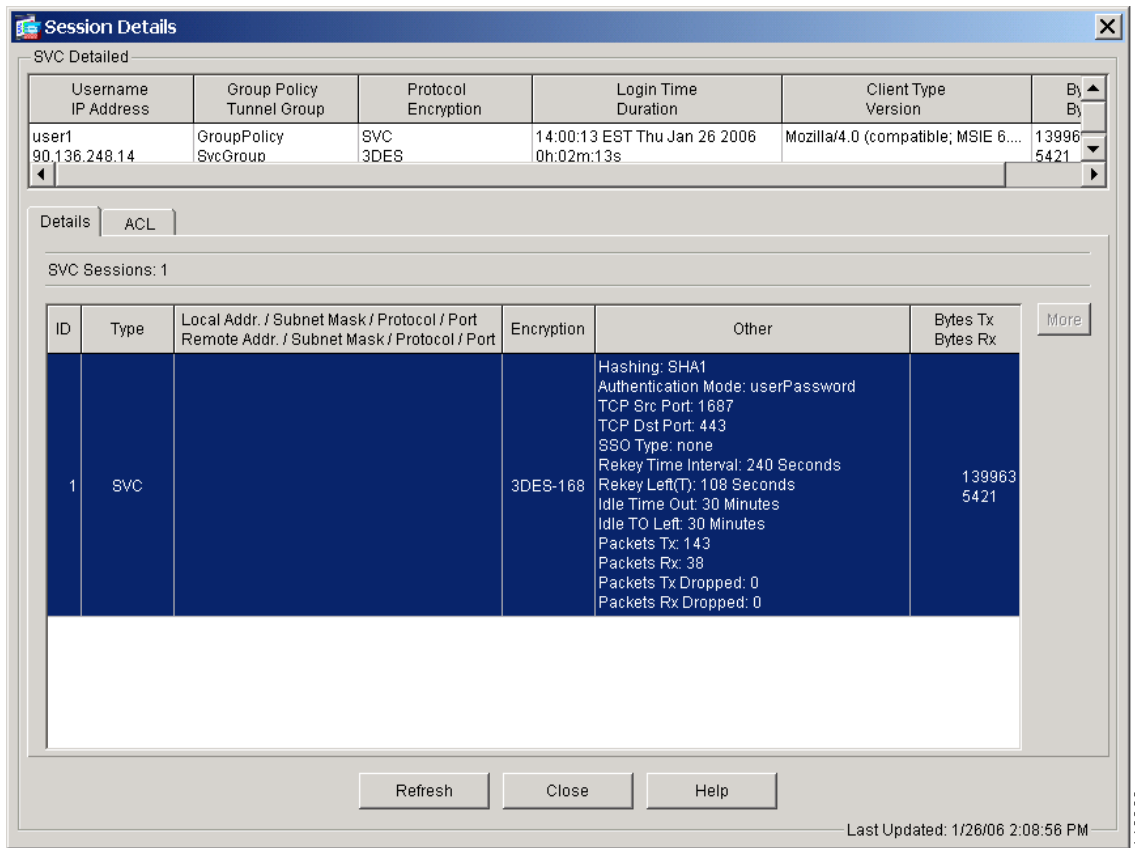 Session Details
SVC Detailed
Username Group Policy Protocol Login Time Client Type
IP Address Tunnel Group Encryption Duration Version
user1 GroupPolicy SVC 14:00:13 EST Thu Jan 26 2006 Mozilla/4.0 (compatible; MSIE 6.... 13996
90.136.248.14 SvcGroup 3DES 0h:02m:13s 5421
Details ACL
SVC Sessions: 1
ID Type Local Addr. / Subnet Mask / Protocol / Port Encryption Other Bytes Tx More
Remote Addr. / Subnet Mask / Protocol / Port Bytes Rx
Hashing: SHA1
Authentication Mode: userPassword
TCP Src Port: 1687
TCP Dst Port: 443
SSO Type: none
Rekey Time Interval: 240 Seconds
1 SVC 3DES-168 Rekey Left(T): 108 Seconds 139963
Idle Time Out: 30 Minutes 5421
Idle TO Left: 30 Minutes
Packets Tx: 143
Packets Rx: 38
Packets Tx Dropped: 0
Packets Rx Dropped: 0
Refresh Close Help
Last Updated: 1/26/06 2:08:56 PM